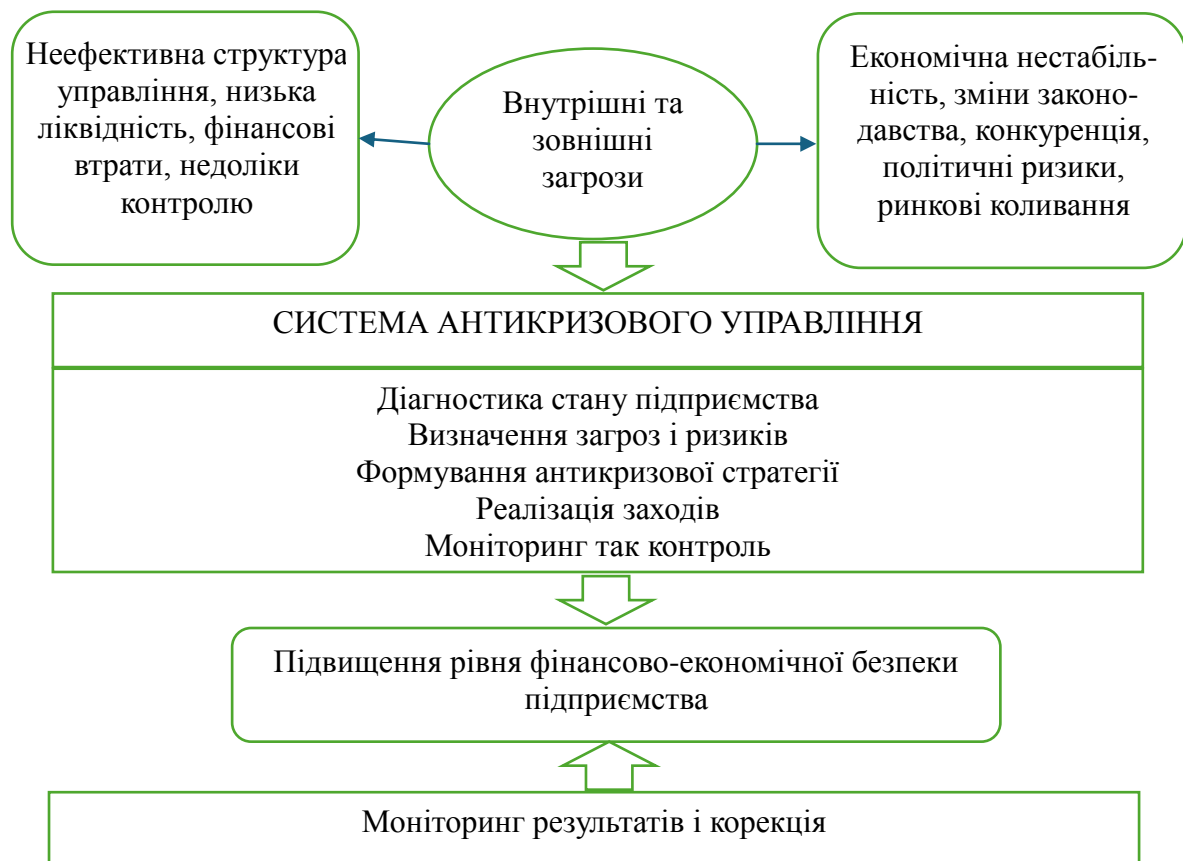 Неефективна структура
управління, низька
ліквідність, фінансові
втрати, недоліки
контролю
Внутрішні та
зовнішні
загрози
Економічна нестабіль-
ність, зміни законо-
давства, конкуренція,
політичні ризики,
ринкові коливання
СИСТЕМА АНТИКРИЗОВОГО УПРАВЛІННЯ
Діагностика стану підприємства
Визначення загроз і ризиків
Формування антикризової стратегії
Реалізація заходів
Моніторинг так контроль
Підвищення рівня фінансово-економічної безпеки
підприємства
Моніторинг результатів і корекція